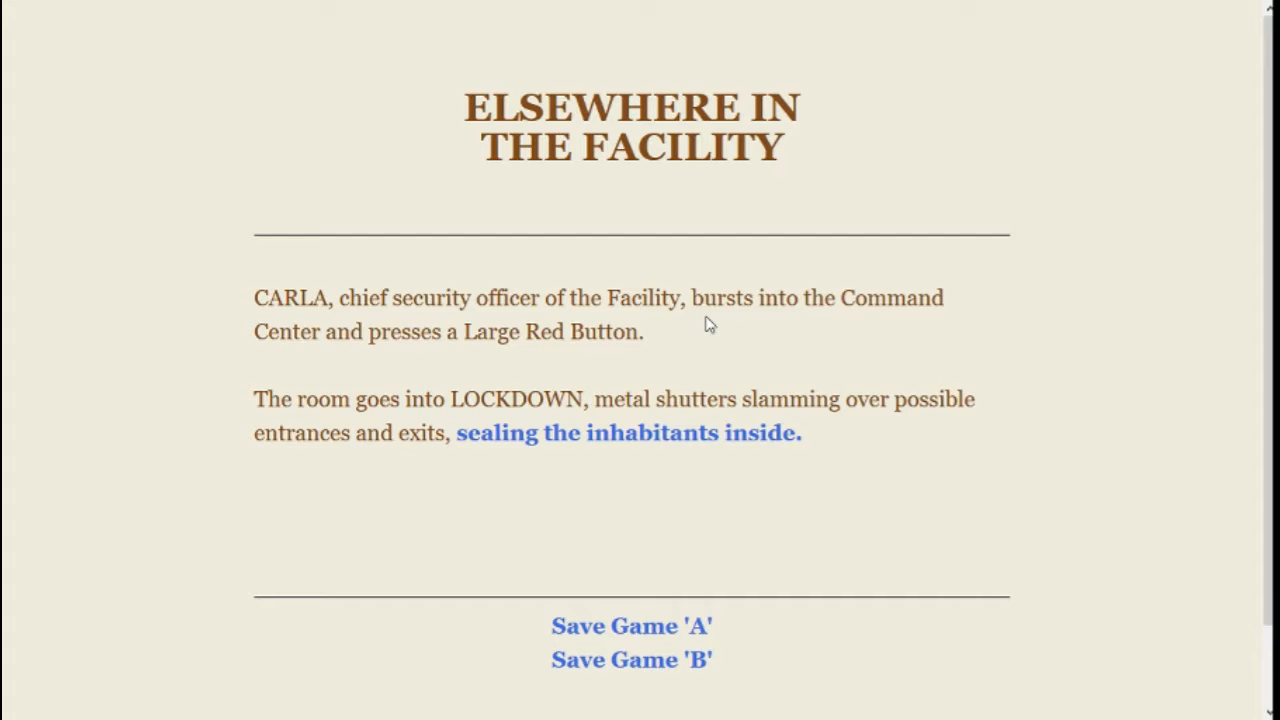 ELSEWHERE IN
THE FACILITY
CARLA, chief security officer of the Facility, bursts into the Command
Center and presses a Large Red Button.
The room goes into LOCKDOWN, metal shutters slamming over possible
entrances and exits, sealing the inhabitants inside.
Save Game 'A'
Save Game 'B'